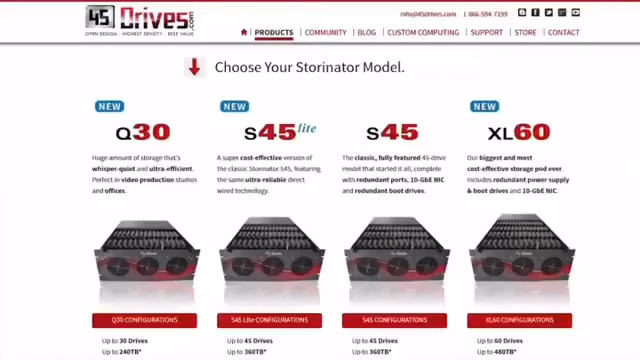 45 Drives.com
OPEN DESIGN - HIGHEST DENSITY - BEST VALUE
info@45drives.com | 866-594-7199
PRODUCTS | COMMUNITY | BLOG | CUSTOM COMPUTING | SUPPORT | STORE | CONTACT
Choose Your Storinator Model.
NEW
Q30
Huge amount of storage that's
whisper-quiet and ultra-efficient.
Perfect in video production studios
and offices.
Q30 CONFIGURATIONS
Up to 30 Drives
Up to 240TB*
NEW
S45 lite
A super cost-effective version of
the classic Storinator S45, featuring
the same ultra-reliable direct
wired technology.
S45 Lite CONFIGURATIONS
Up to 45 Drives
Up to 360TB*
S45
The classic, fully featured 45-drive
model that started it all, complete
with redundant ports, 10-GbE NIC
and redundant boot drives.
S45 CONFIGURATIONS
Up to 45 Drives
Up to 360TB*
NEW
XL60
Our biggest and most
cost-effective storage pod ever.
Includes redundant power supply
& boot drives and 10-GbE NIC.
XL60 CONFIGURATIONS
Up to 60 Drives
Up to 480TB*